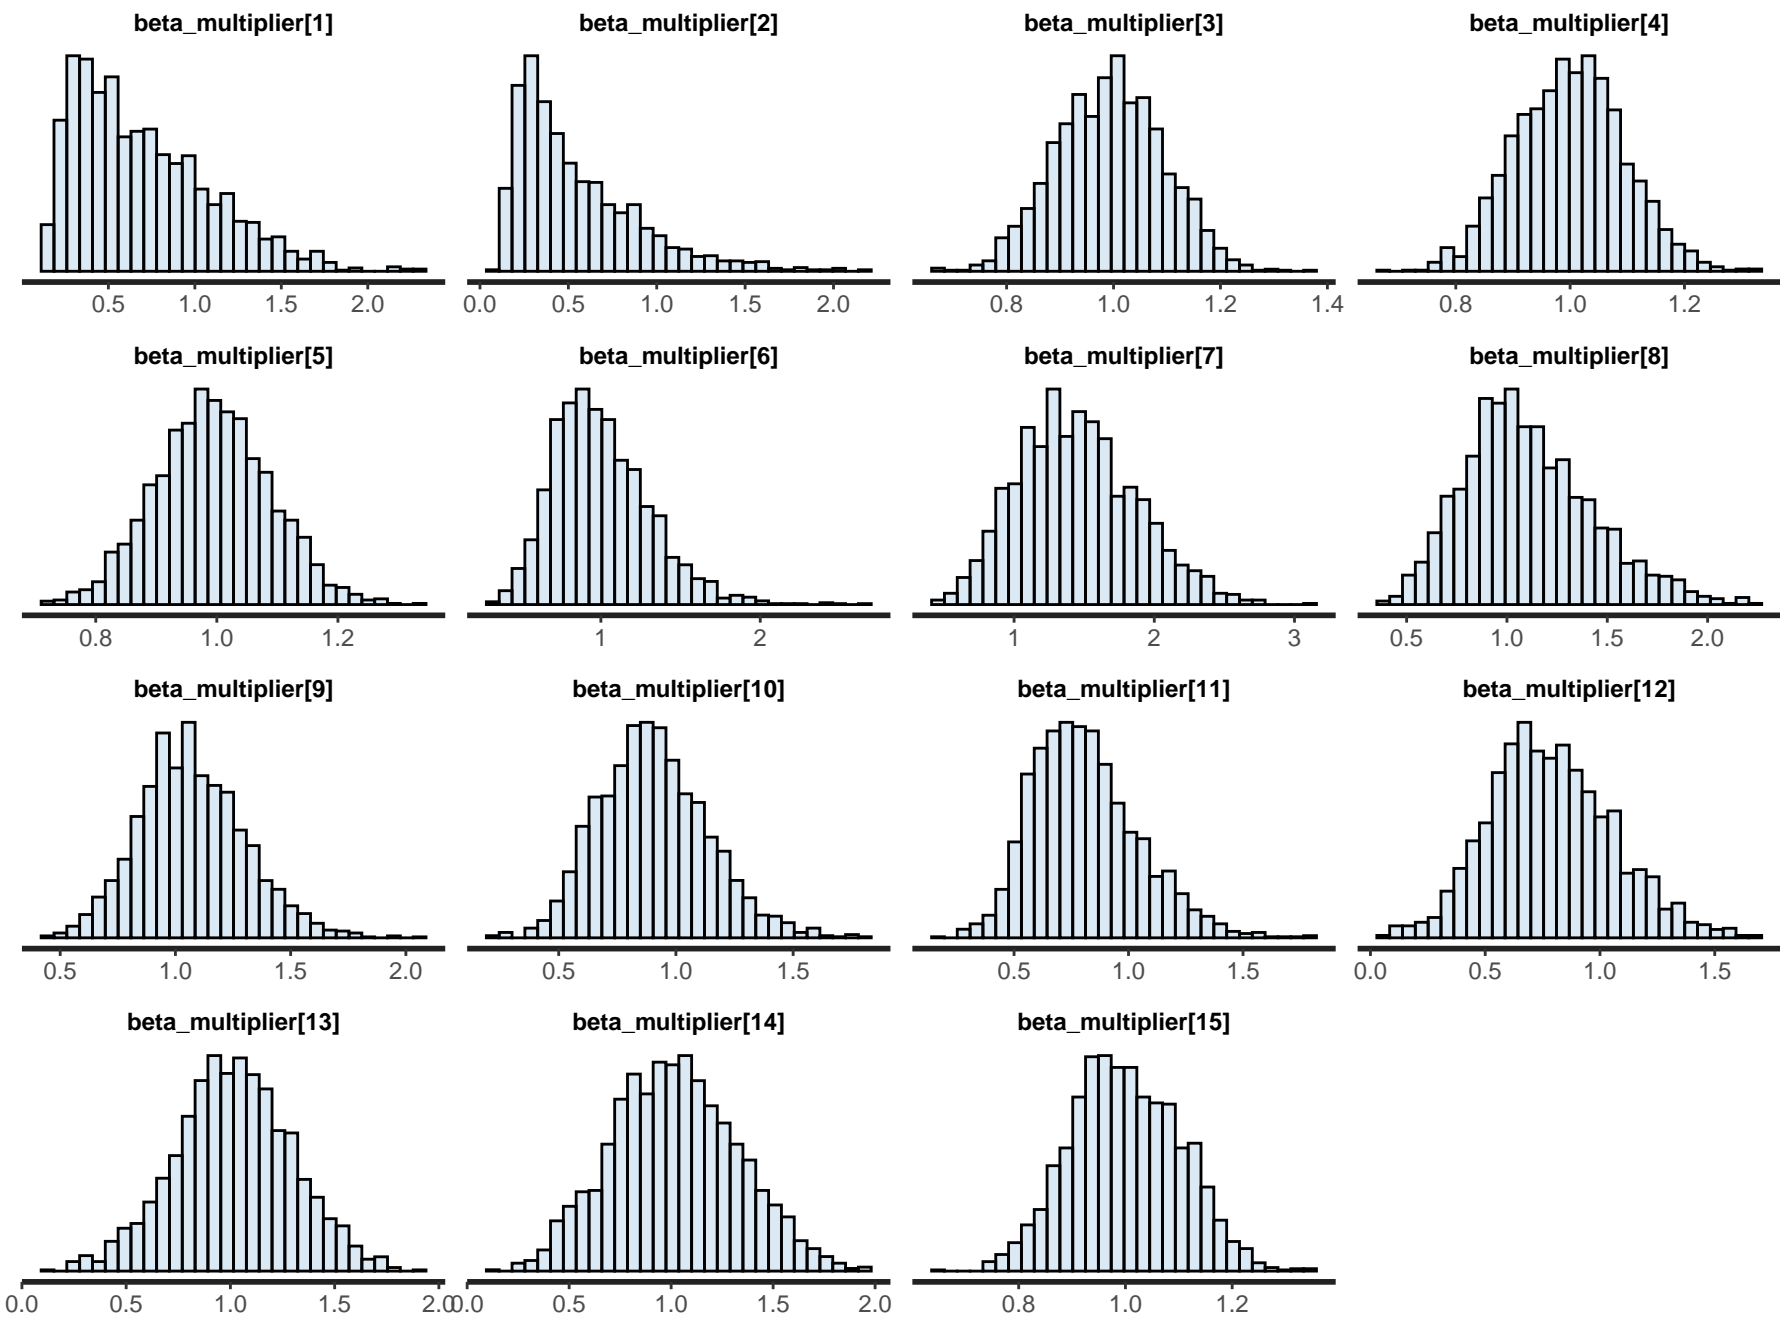 beta_multiplier[1] beta_multiplier[2] beta_multiplier[3] beta_multiplier[4]
0.5 1.0 1.5 2.0 0.0 0.5 1.0 1.5 2.0 0.8 1.0 1.2 1.4 0.8 1.0 1.2
beta_multiplier[5] beta_multiplier[6] beta_multiplier[7] beta_multiplier[8]
0.8 1.0 1.2 1 2 1 2 3 0.5 1.0 1.5 2.0
beta_multiplier[9] beta_multiplier[10] beta_multiplier[11] beta_multiplier[12]
0.5 1.0 1.5 2.0 0.5 1.0 1.5 0.5 1.0 1.5 0.0 0.5 1.0 1.5
beta_multiplier[13] beta_multiplier[14] beta_multiplier[15]
0.0 0.5 1.0 1.5 2.0 0.0 0.5 1.0 1.5 2.0 0.8 1.0 1.2